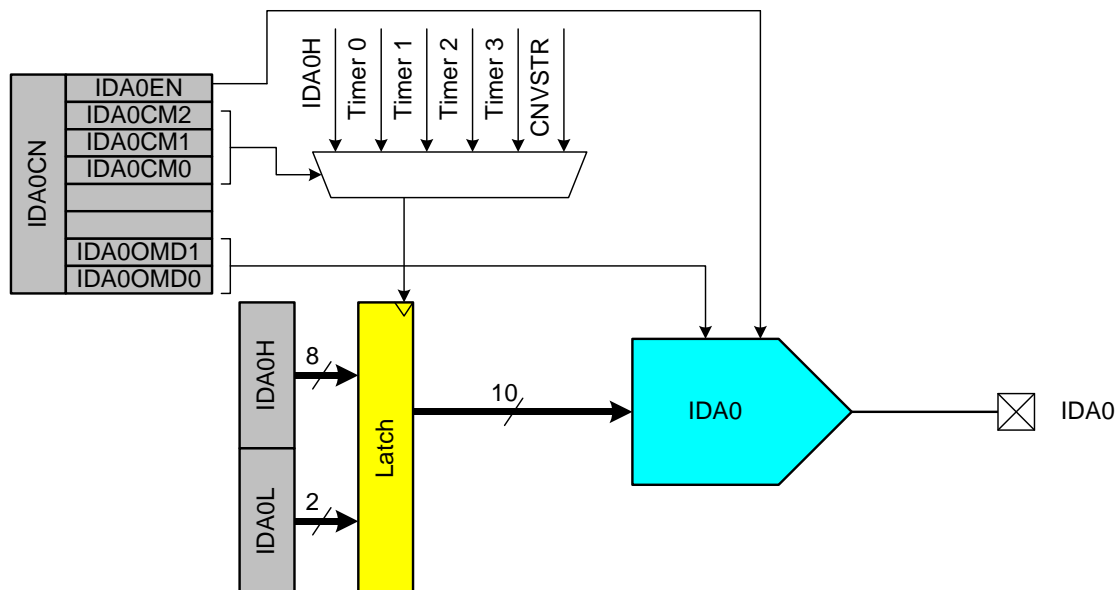 IDA0CN
IDA0EN
IDA0CM2
IDA0CM1
IDA0CM0
IDA0OMD1
IDA0OMD0
IDA0H
Timer 0
Timer 1
Timer 2
Timer 3
CNVSTR
IDA0H
8
IDA0L
2
Latch
10
IDA0
IDA0